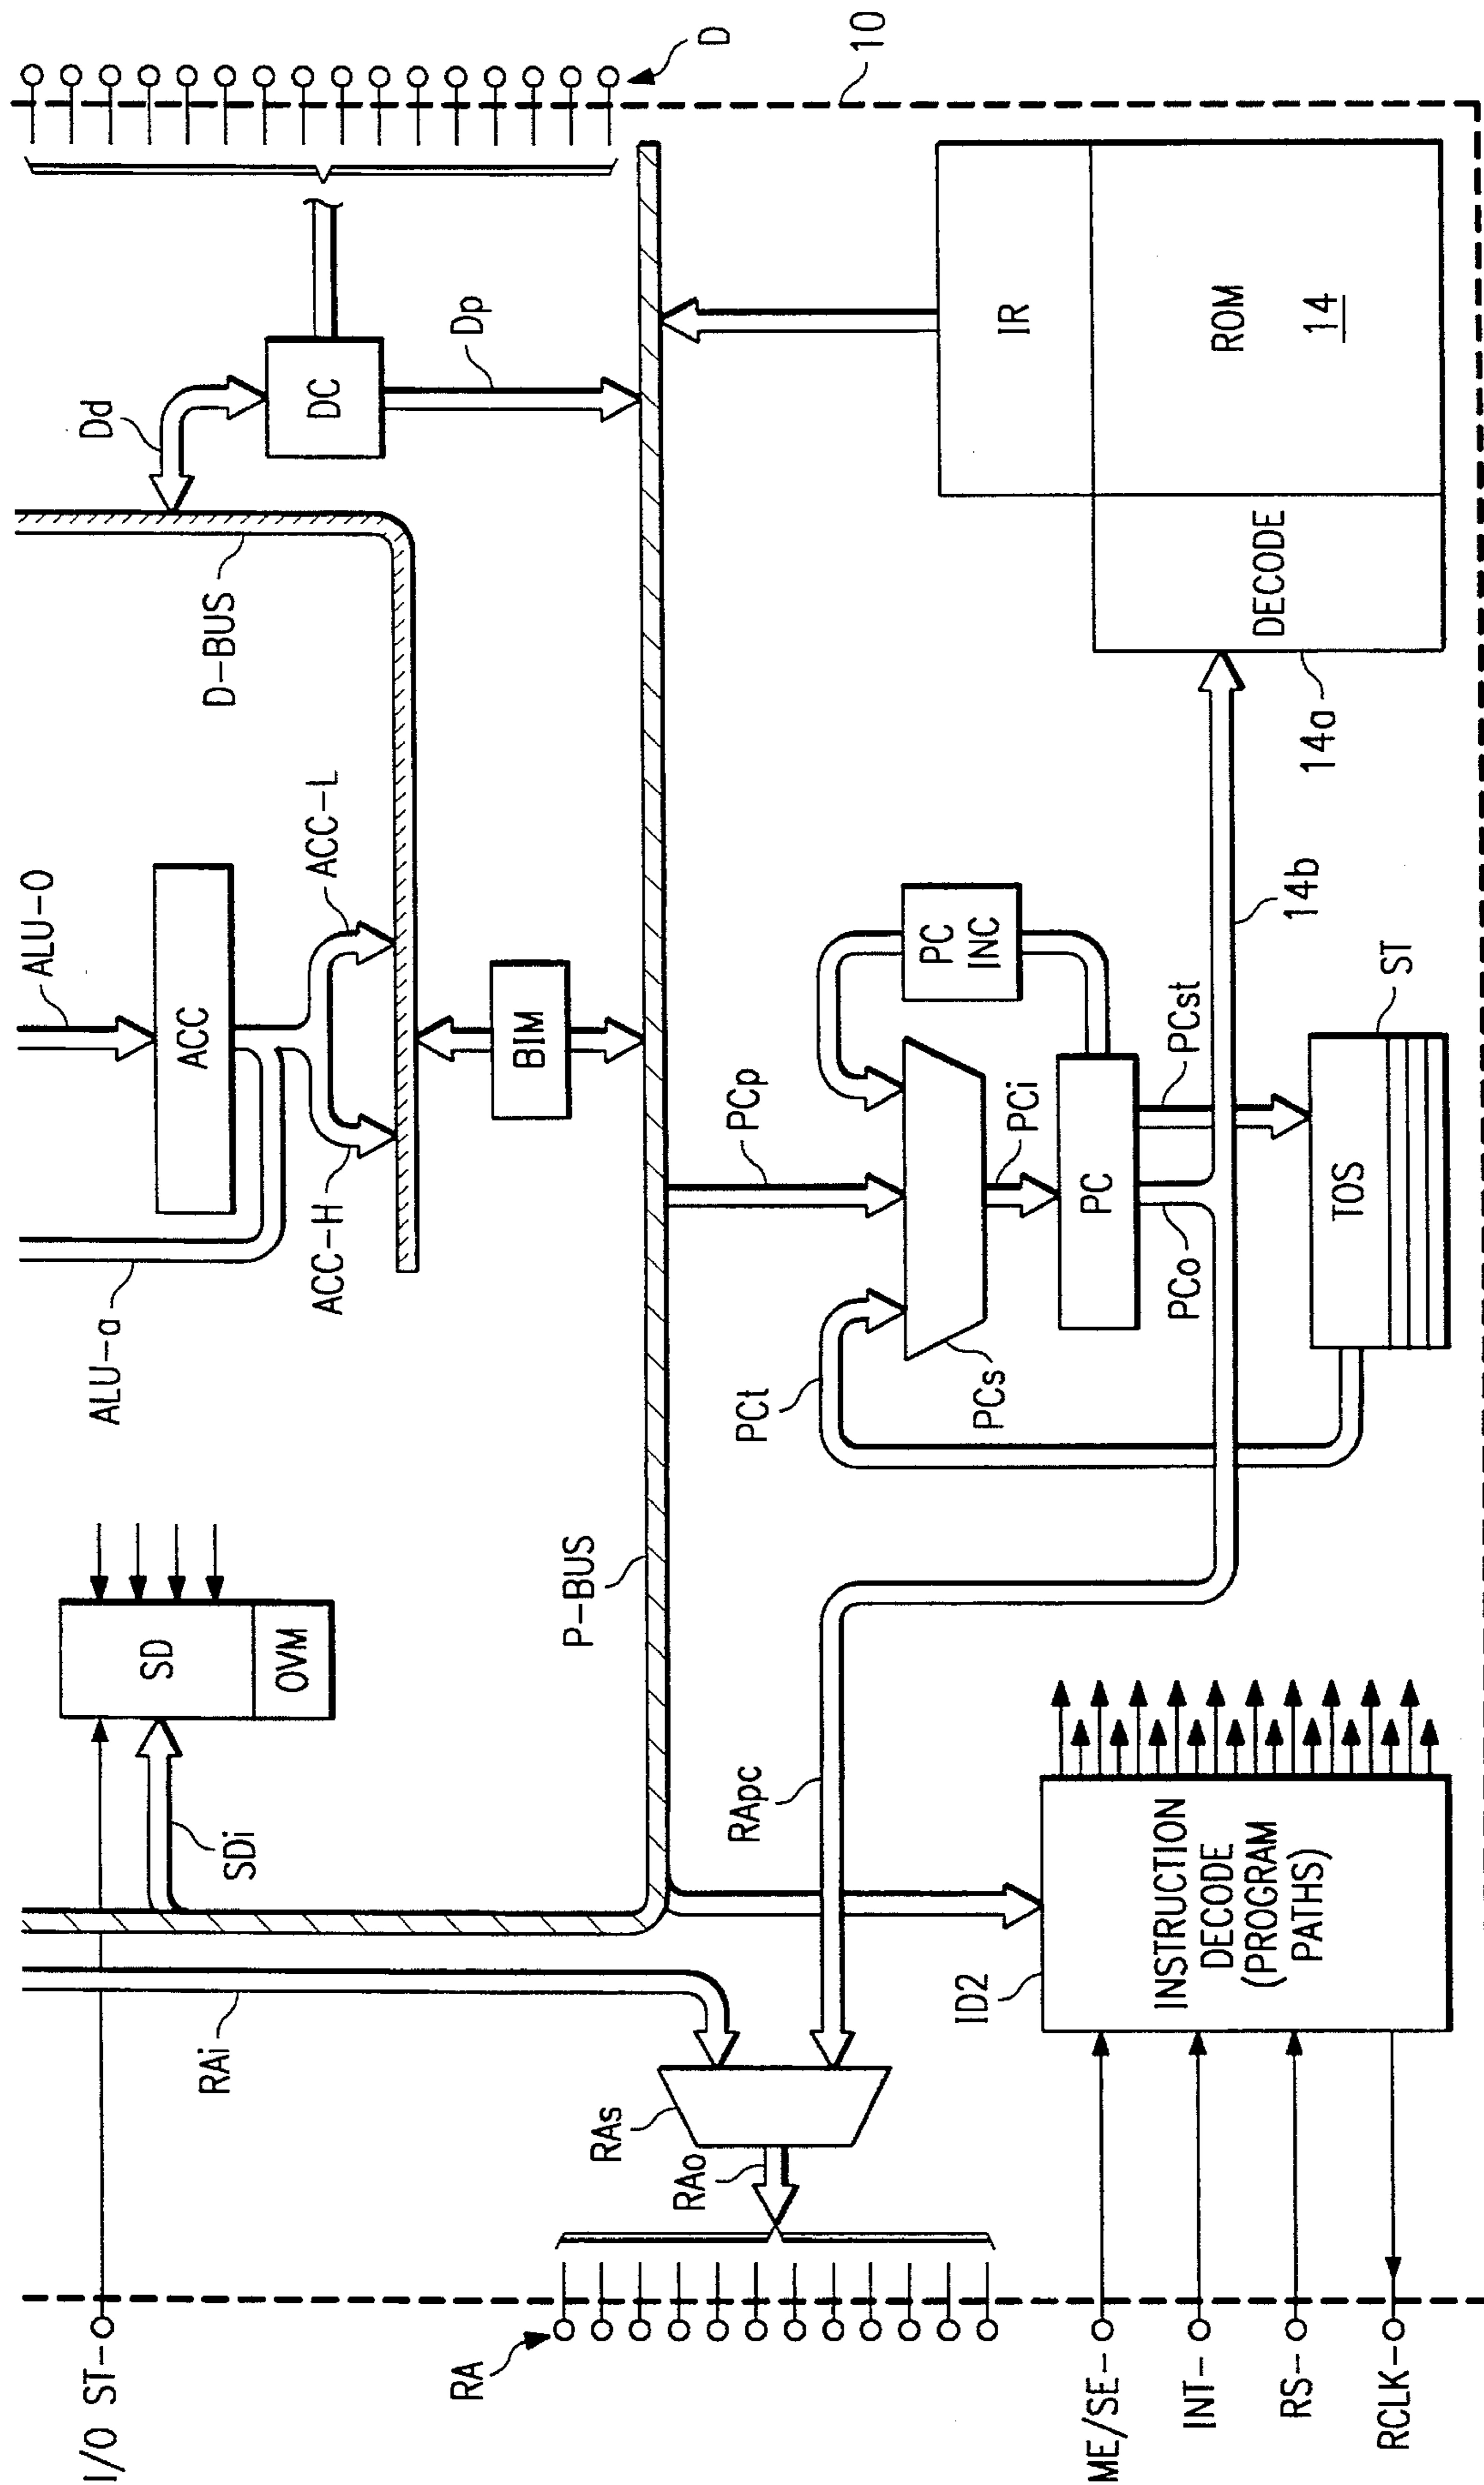 I/O ST-
RAi
SDi
SD
OVM
ALU-a
ALU-O
ACC
ACC-H
ACC-L
D-BUS
Dd
DC
Dp
D
10
BIM
P-BUS
RA
RAo
RAs
RApc
PCt
PCp
PCs
PCi
PC
INC
PC
PCo
PCst
14b
TOS
ST
IR
ROM
14
DECODE
14a
ID2
INSTRUCTION
DECODE
(PROGRAM
PATHS)
ME/SE-
INT-
RS-
RCLK-